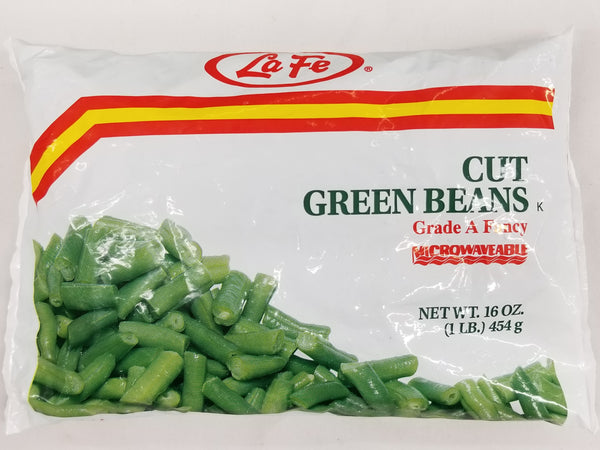 La Fe ®
CUT
GREEN BEANS K
Grade A Fancy
MICROWAVEABLE
NET WT. 16 OZ.
(1 LB.) 454 g